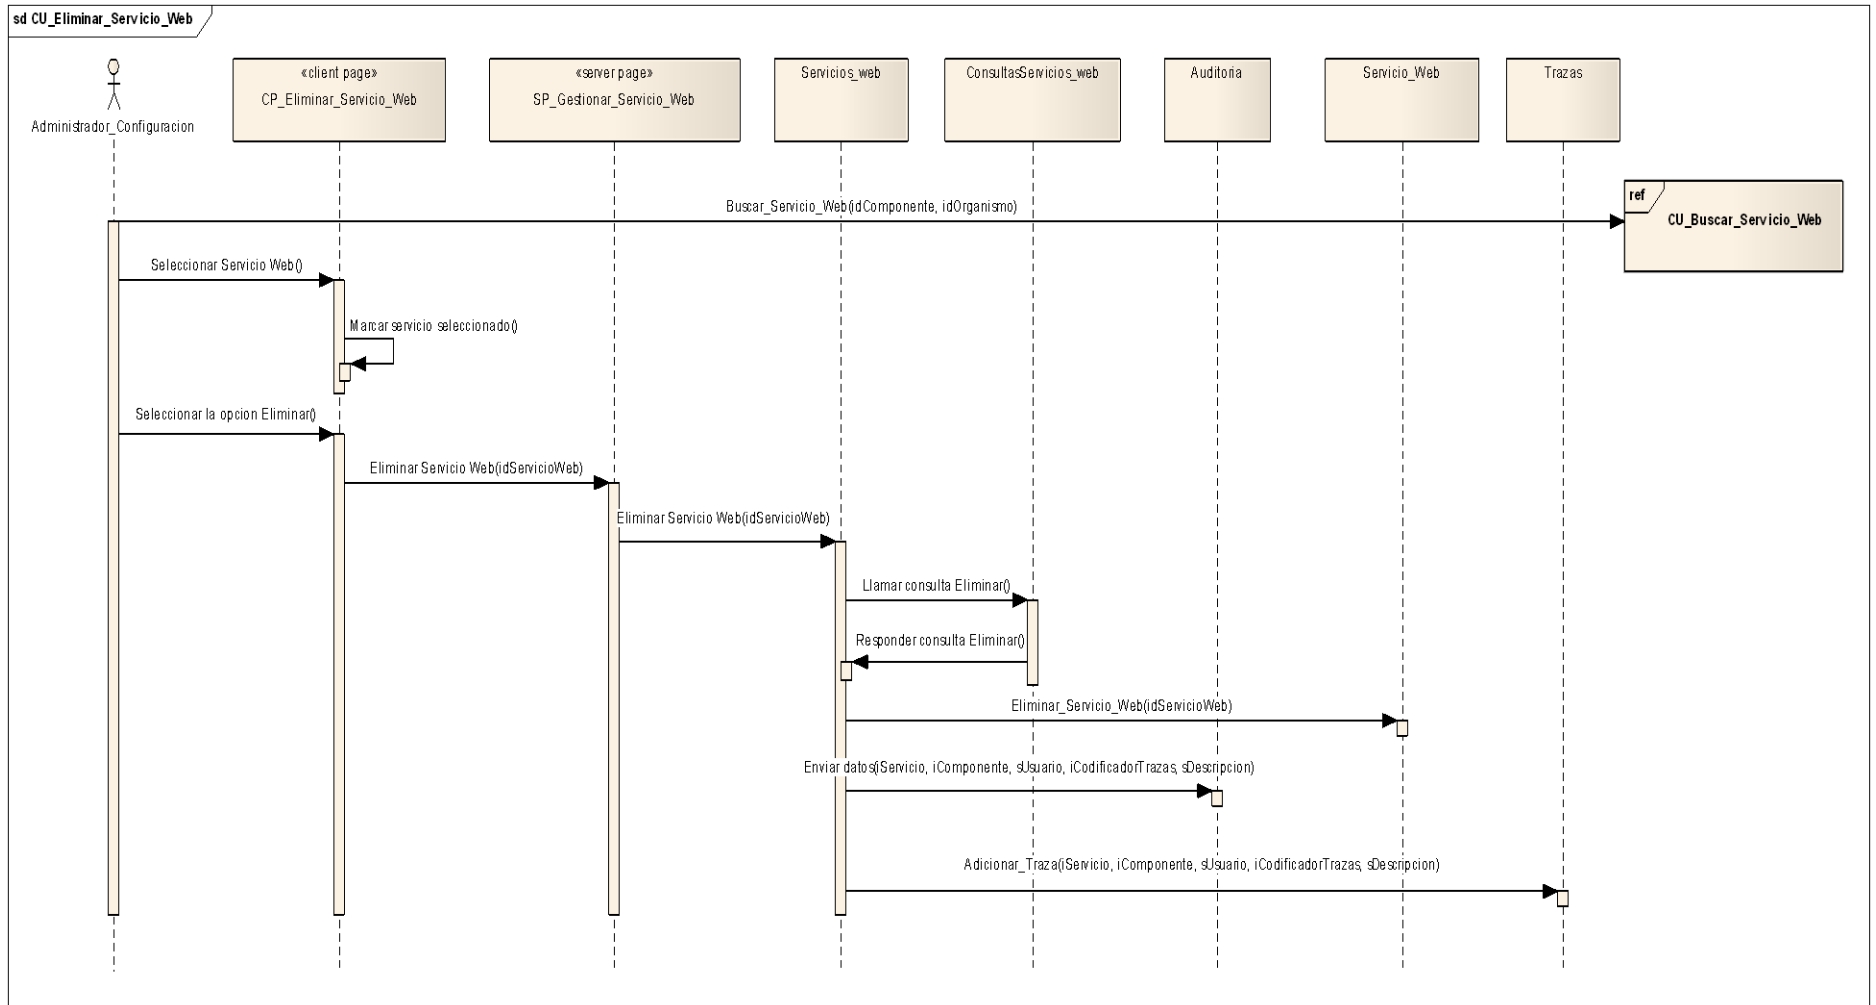 sd CU_Eliminar_Servicio_Web
Administrador_Configuracion
«client page»
CP_Eliminar_Servicio_Web
«server page»
SP_Gestionar_Servicio_Web
Servicios_web
ConsultasServicios_web
Auditoria
Servicio_Web
Trazas
ref
CU_Buscar_Servicio_Web
Buscar_Servicio_Web(idComponente, idOrganismo)
Seleccionar Servicio Web()
Marcar servicio seleccionado()
Seleccionar la opcion Eliminar()
Eliminar Servicio Web(idServicioWeb)
Eliminar Servicio Web(idServicioWeb)
Llamar consulta Eliminar()
Responder consulta Eliminar()
Eliminar_Servicio_Web(idServicioWeb)
Enviar datos(iServicio, iComponente, sUsuario, iCodificadorTrazas, sDescripcion)
Adicionar_Traza(iServicio, iComponente, sUsuario, iCodificadorTrazas, sDescripcion)